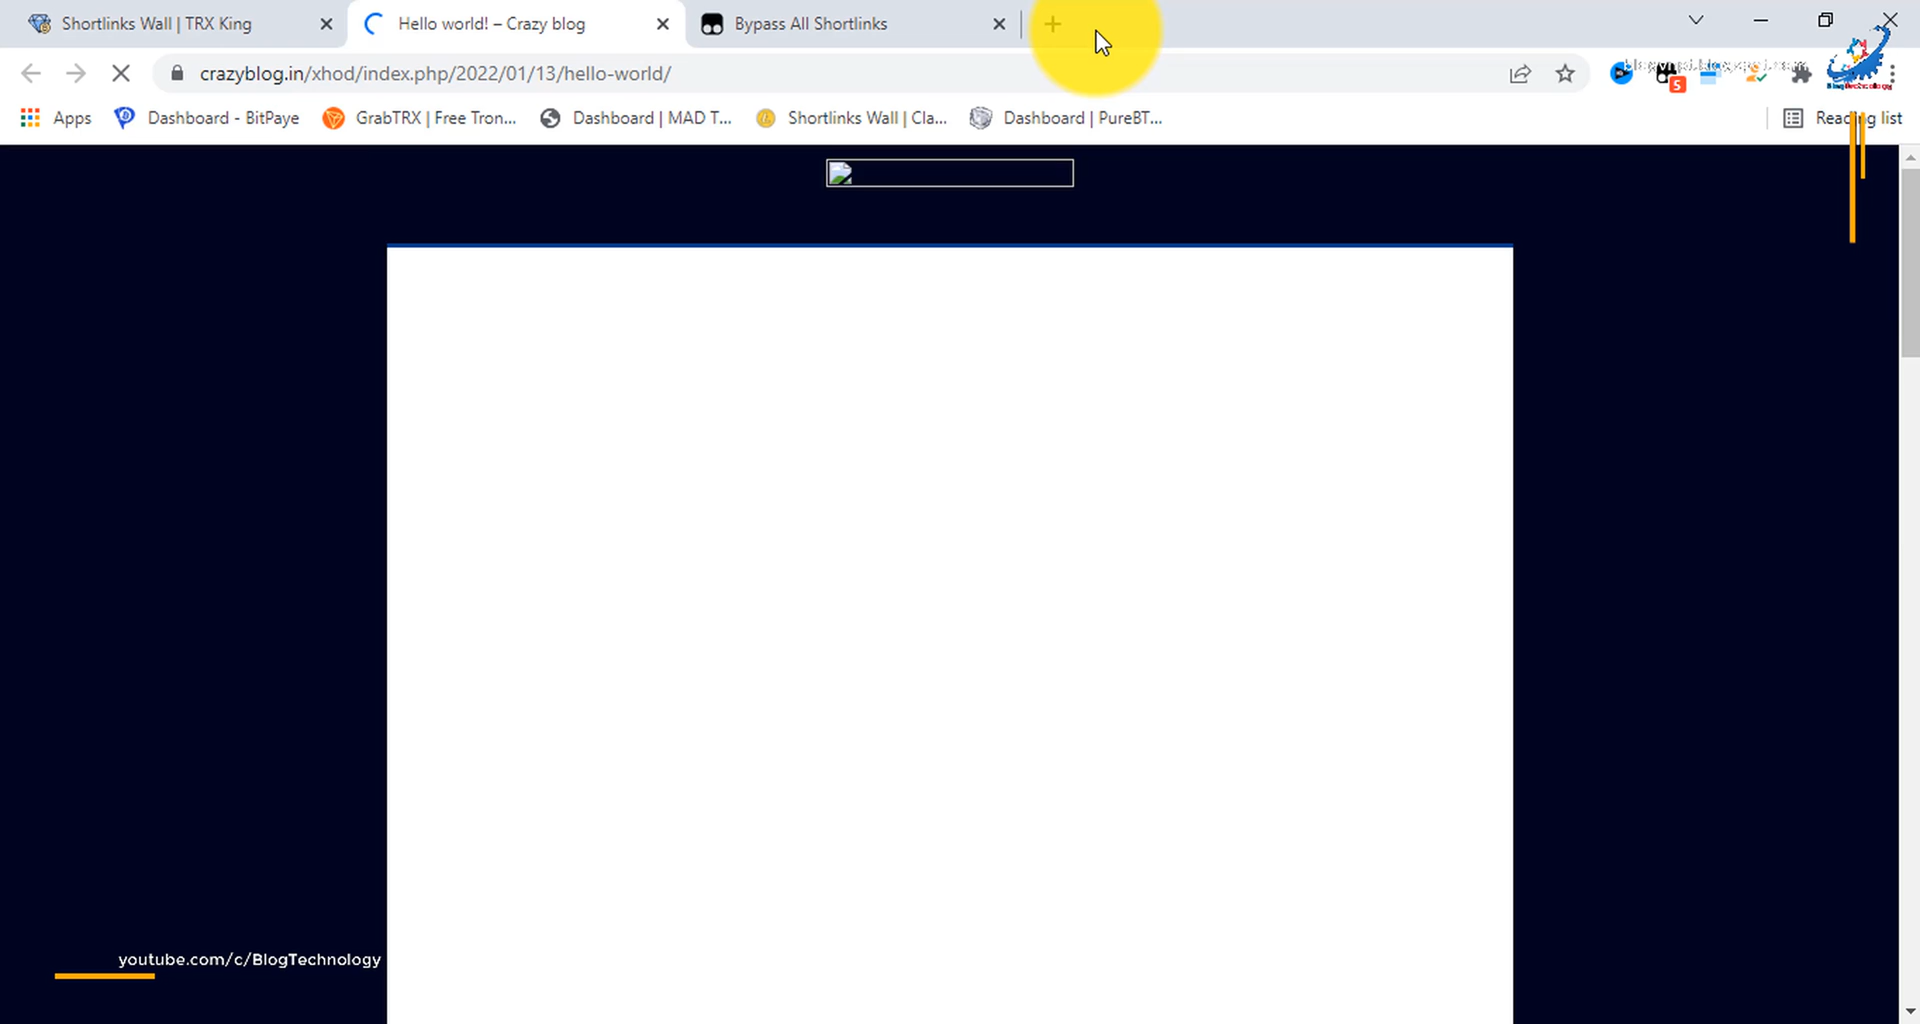 Shortlinks Wall | TRX King
Hello world! – Crazy blog
Bypass All Shortlinks
crazyblog.in/xhod/index.php/2022/01/13/hello-world/
5
Apps
Dashboard - BitPaye
GrabTRX | Free Tron...
Dashboard | MAD T...
Shortlinks Wall | Cla...
Dashboard | PureBT...
Reading list
youtube.com/c/BlogTechnology